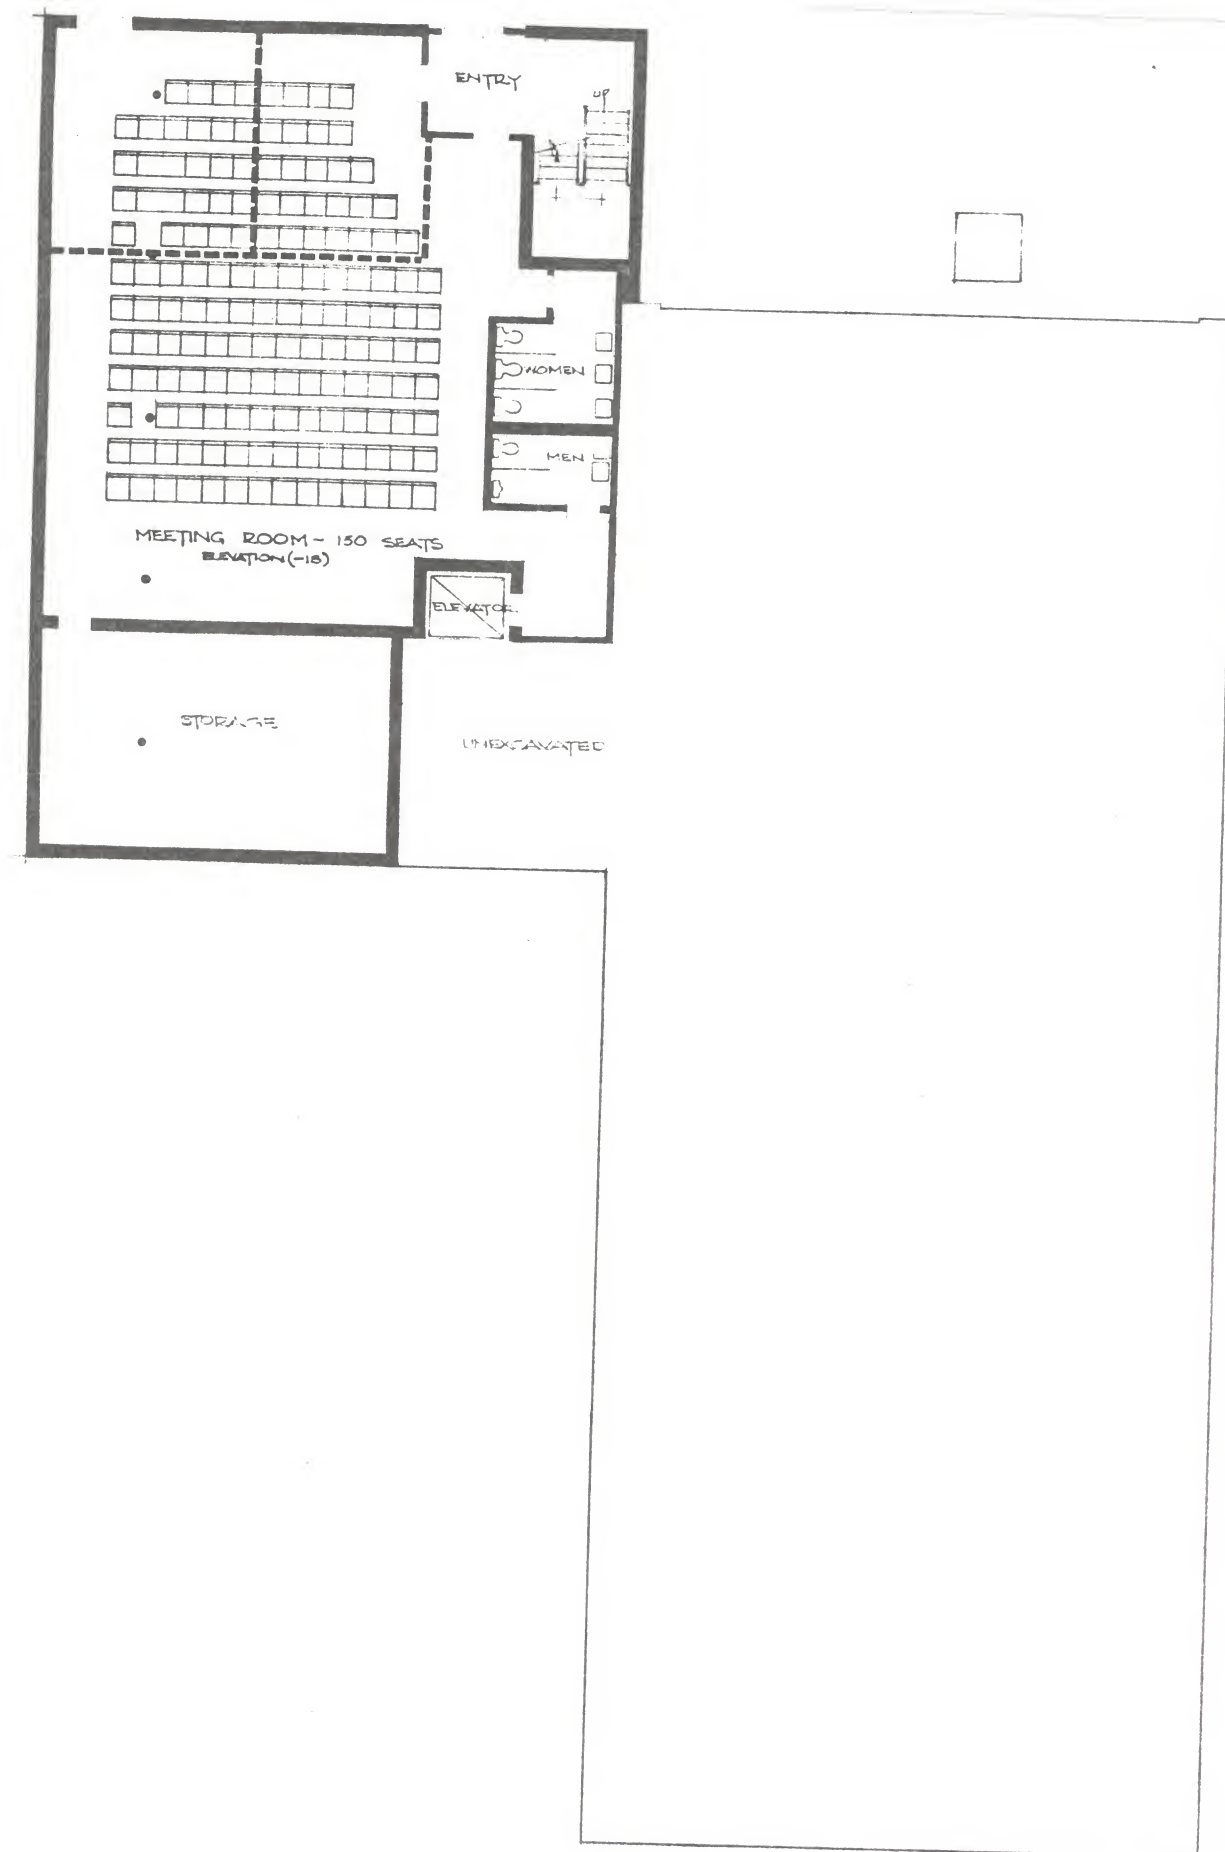 ENTRY
UP
WOMEN
MEN
MEETING ROOM - 150 SEATS
ELEVATION (-18)
ELEVATOR
STORAGE
UNEXCAVATED